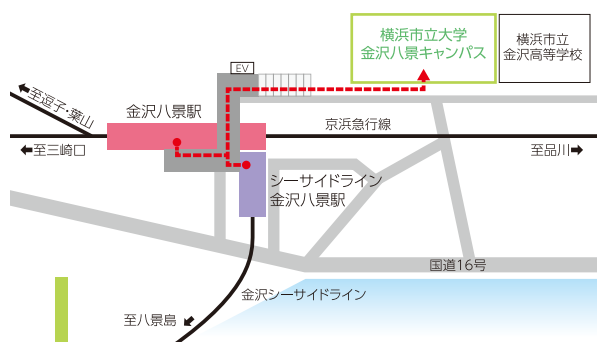 横浜市立大学
金沢八景キャンパス
横浜市立
金沢高等学校
EV
至逗子・葉山
金沢八景駅
京浜急行線
至三崎口
至品川
シーサイドライン
金沢八景駅
国道16号
金沢シーサイドライン
至八景島